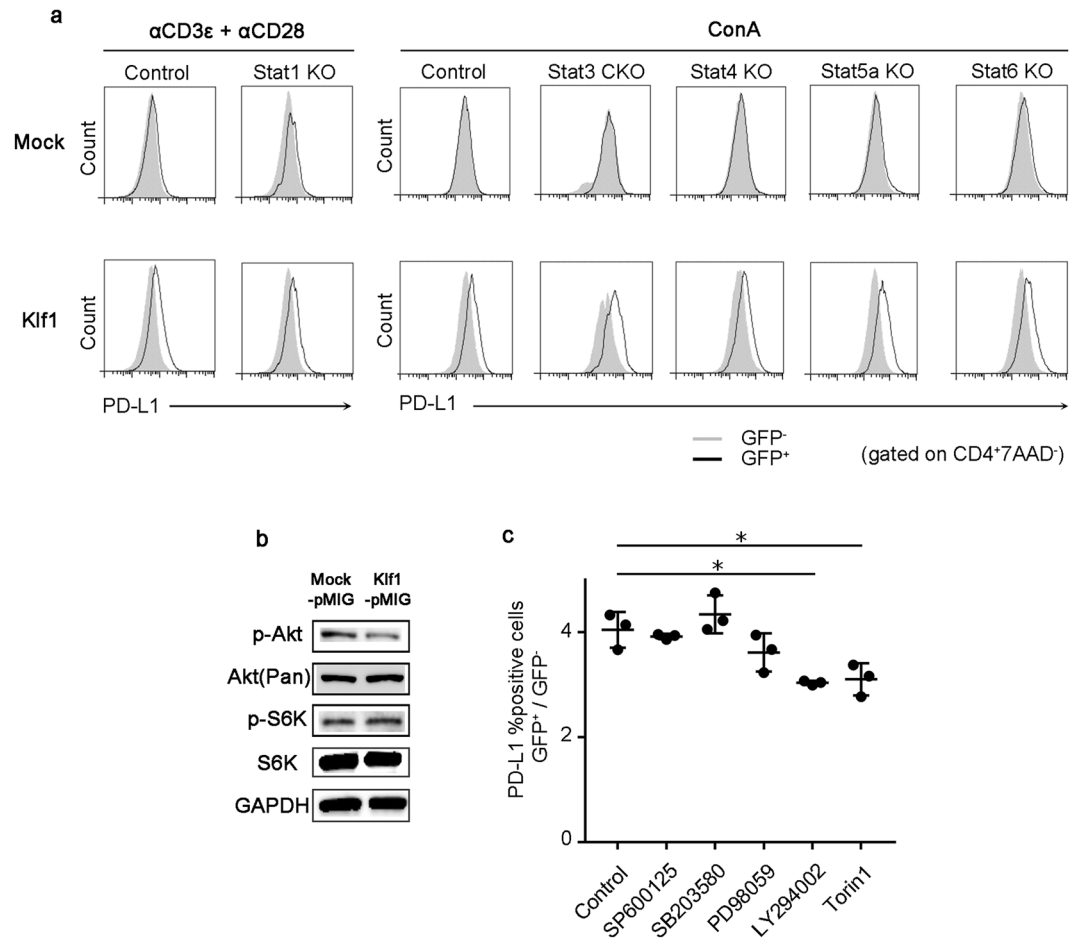 a
αCD3ε + αCD28
ConA
Control
Stat1 KO
Control
Stat3 CKO
Stat4 KO
Stat5a KO
Stat6 KO
Mock
Count
Count
Klf1
Count
Count
PD-L1
PD-L1
GFP⁻
GFP⁺
(gated on CD4⁺7AAD⁻)
b
Mock
-pMIG
Klf1
-pMIG
p-Akt
Akt(Pan)
p-S6K
S6K
GAPDH
c
*
*
PD-L1 %positive cells
GFP⁺ / GFP⁻
4
2
0
Control
SP600125
SB203580
PD98059
LY294002
Torin1